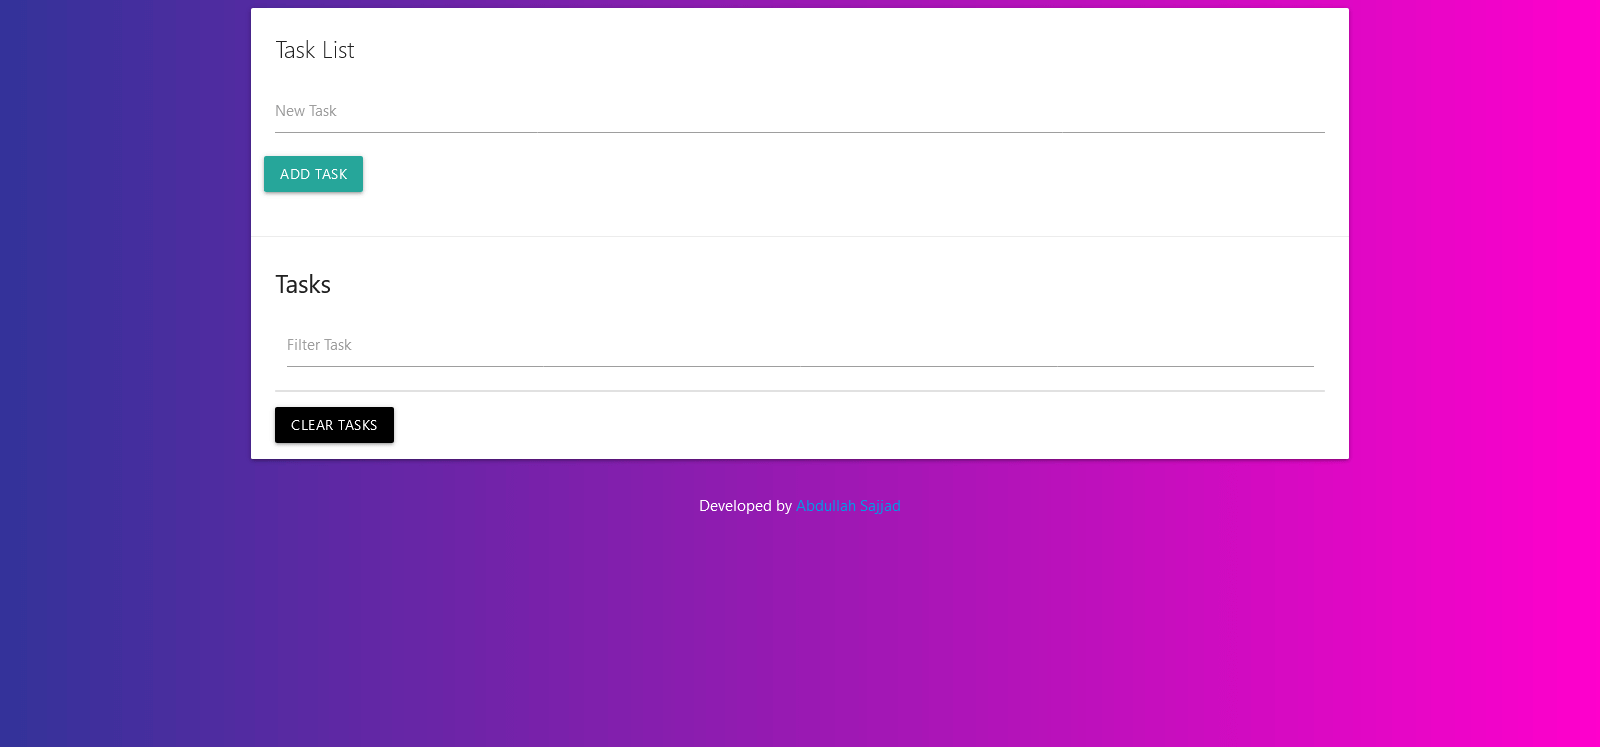 Task List
New Task
ADD TASK
Tasks
Filter Task
CLEAR TASKS
Developed by Abdullah Sajjad